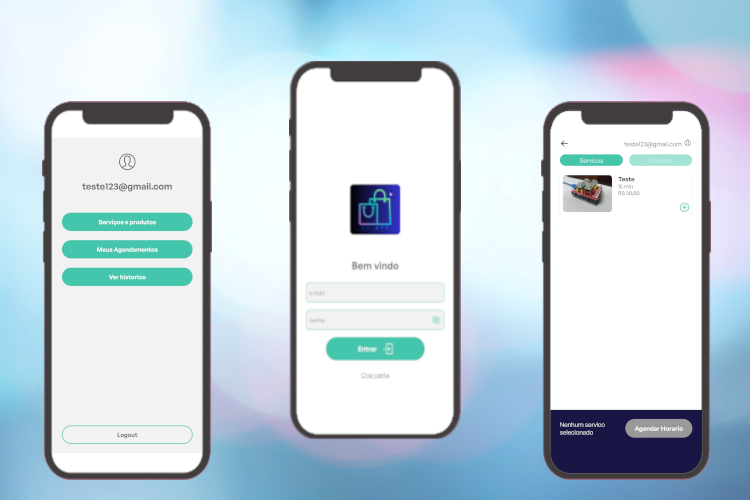 teste123@gmail.com
Serviços e produtos
Meus Agendamentos
Ver historico
Logout
Bem vindo
e-mail
senha
Entrar
Criar conta
teste123@gmail.com
Servicos
Produtos
Teste
15 min
R$ 20,00
Nenhum servico
selecionado
Agendar Horario